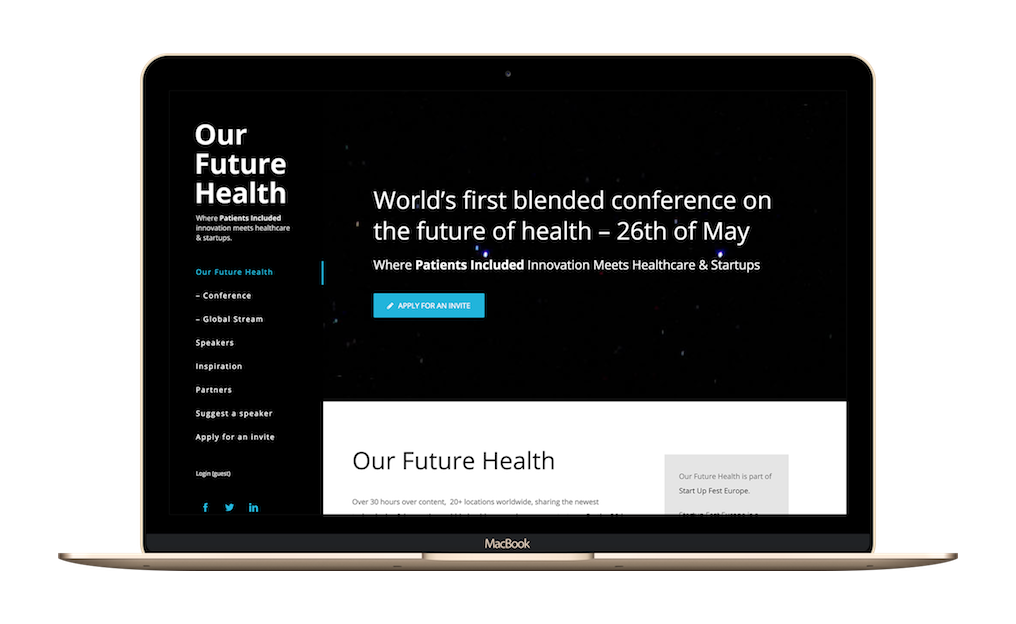 Our
Future
Health
Where Patients Included
innovation meets healthcare
& startups.
Our Future Health
– Conference
– Global Stream
Speakers
Inspiration
Partners
Suggest a speaker
Apply for an invite
Login (guest)
World's first blended conference on
the future of health – 26th of May
Where Patients Included Innovation Meets Healthcare & Startups
APPLY FOR AN INVITE
Our Future Health
Over 30 hours over content, 20+ locations worldwide, sharing the newest
Our Future Health is part of
Start Up Fest Europe.
MacBook